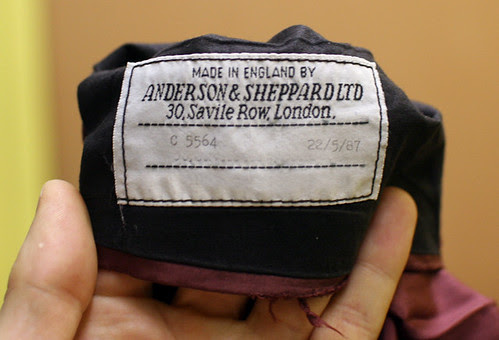 MADE IN ENGLAND BY
ANDERSON & SHEPPARD LTD
30, Savile Row, London.
C 5564 22/5/87